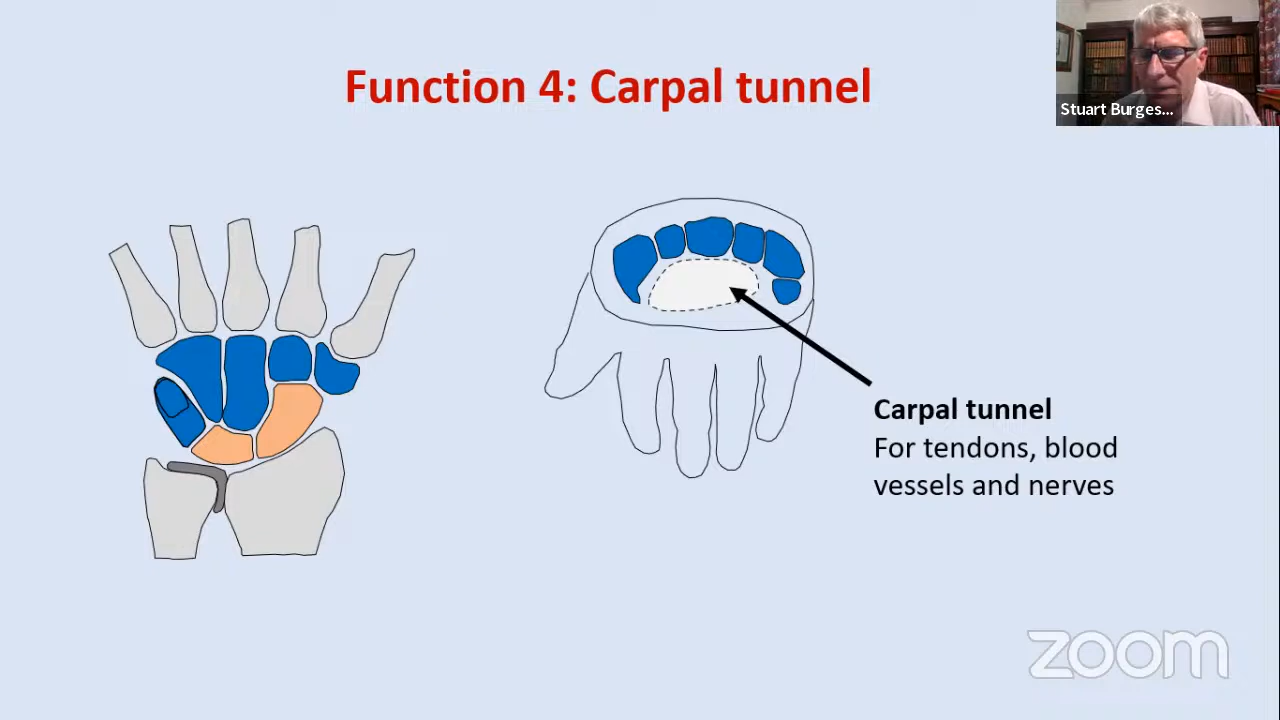 Function 4: Carpal tunnel
Stuart Burges...
Carpal tunnel
For tendons, blood
vessels and nerves
zoom